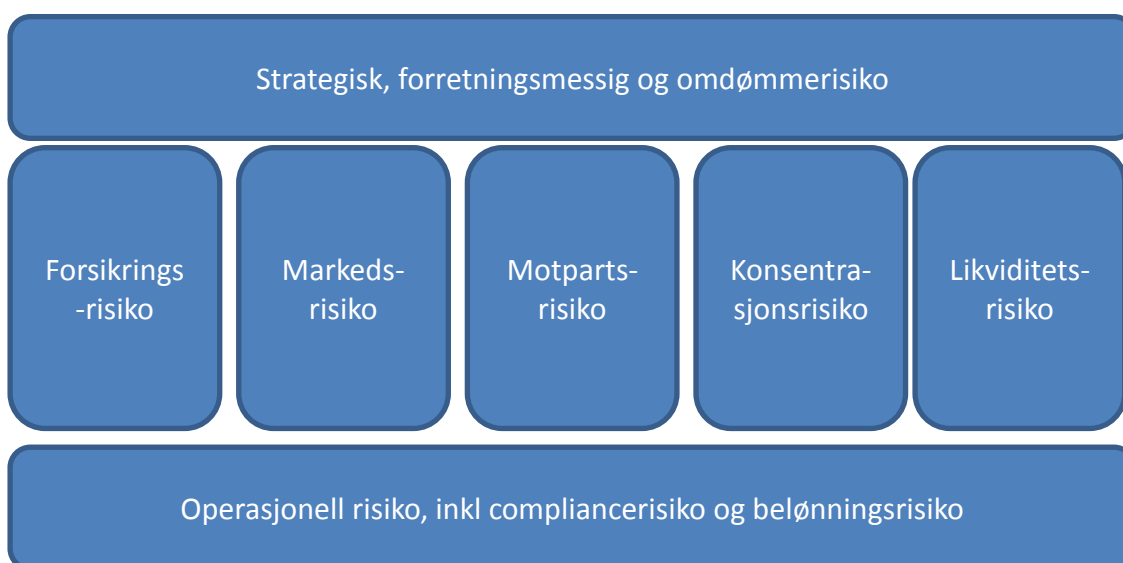 Strategisk, forretningsmessig og omdømmerisiko
Forsikrings
-risiko
Markeds-
risiko
Motparts-
risiko
Konsentra-
sjonsrisiko
Likviditets-
risiko
Operasjonell risiko, inkl compliancerisiko og belønningsrisiko